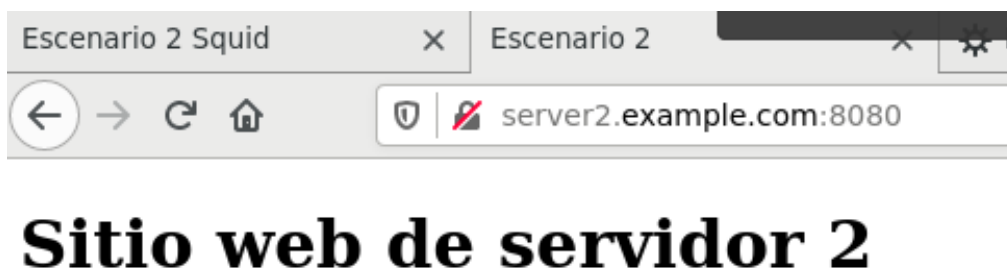 Escenario 2 Squid
Escenario 2
server2.example.com:8080
Sitio web de servidor 2